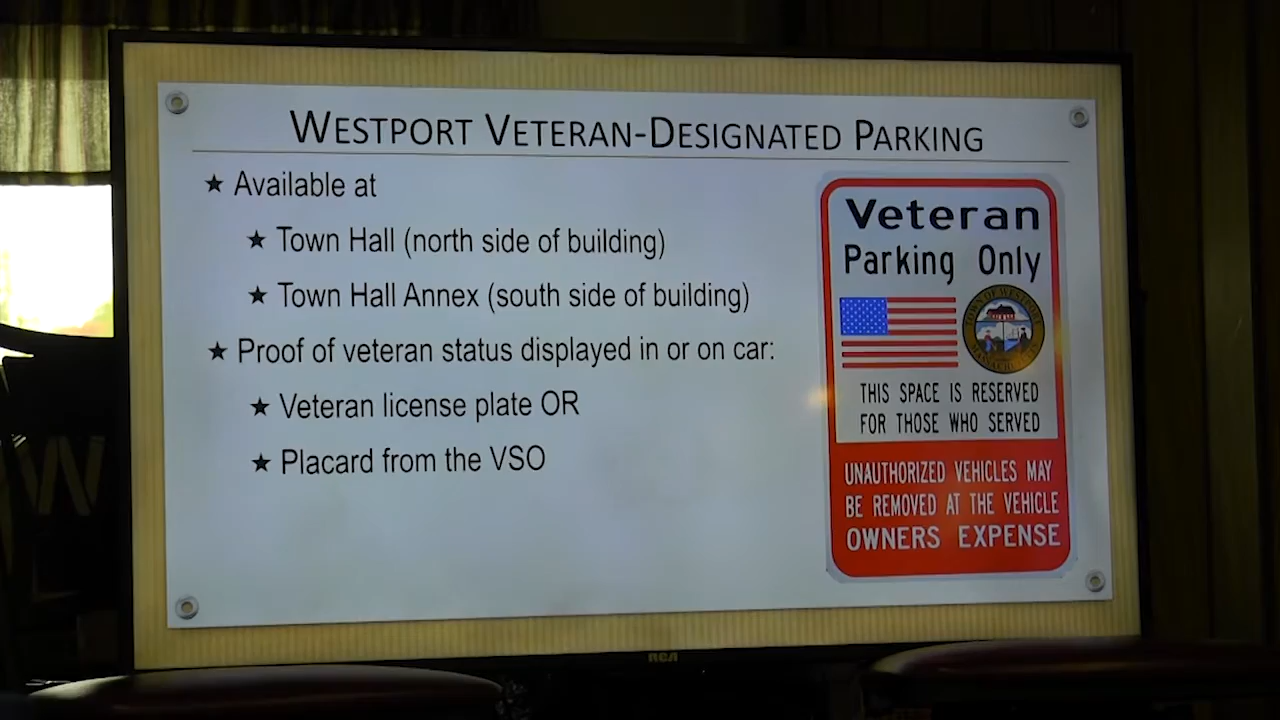 WESTPORT VETERAN-DESIGNATED PARKING
★ Available at
★ Town Hall (north side of building)
★ Town Hall Annex (south side of building)
★ Proof of veteran status displayed in or on car:
★ Veteran license plate OR
★ Placard from the VSO
Veteran
Parking Only
TOWN OF WESTPORT
THIS SPACE IS RESERVED
FOR THOSE WHO SERVED
UNAUTHORIZED VEHICLES MAY
BE REMOVED AT THE VEHICLE
OWNERS EXPENSE
RCA
W